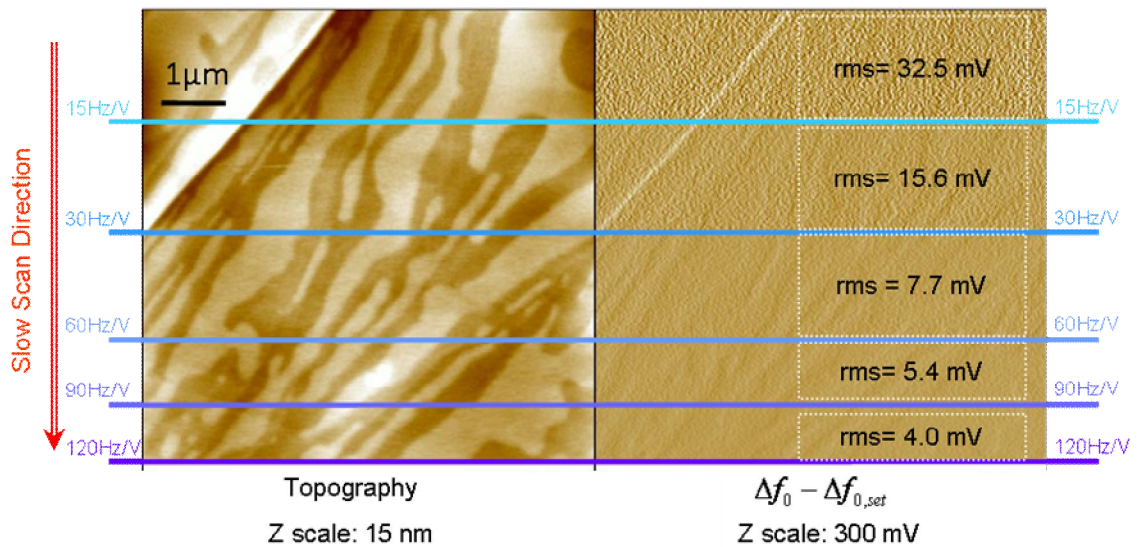 1μm
rms= 32.5 mV
15Hz/V 15Hz/V
rms= 15.6 mV
30Hz/V 30Hz/V
rms = 7.7 mV
Slow Scan Direction
60Hz/V 60Hz/V
rms= 5.4 mV
90Hz/V 90Hz/V
rms= 4.0 mV
120Hz/V 120Hz/V
Topography Δf₀ − Δf₀,set
Z scale: 15 nm Z scale: 300 mV